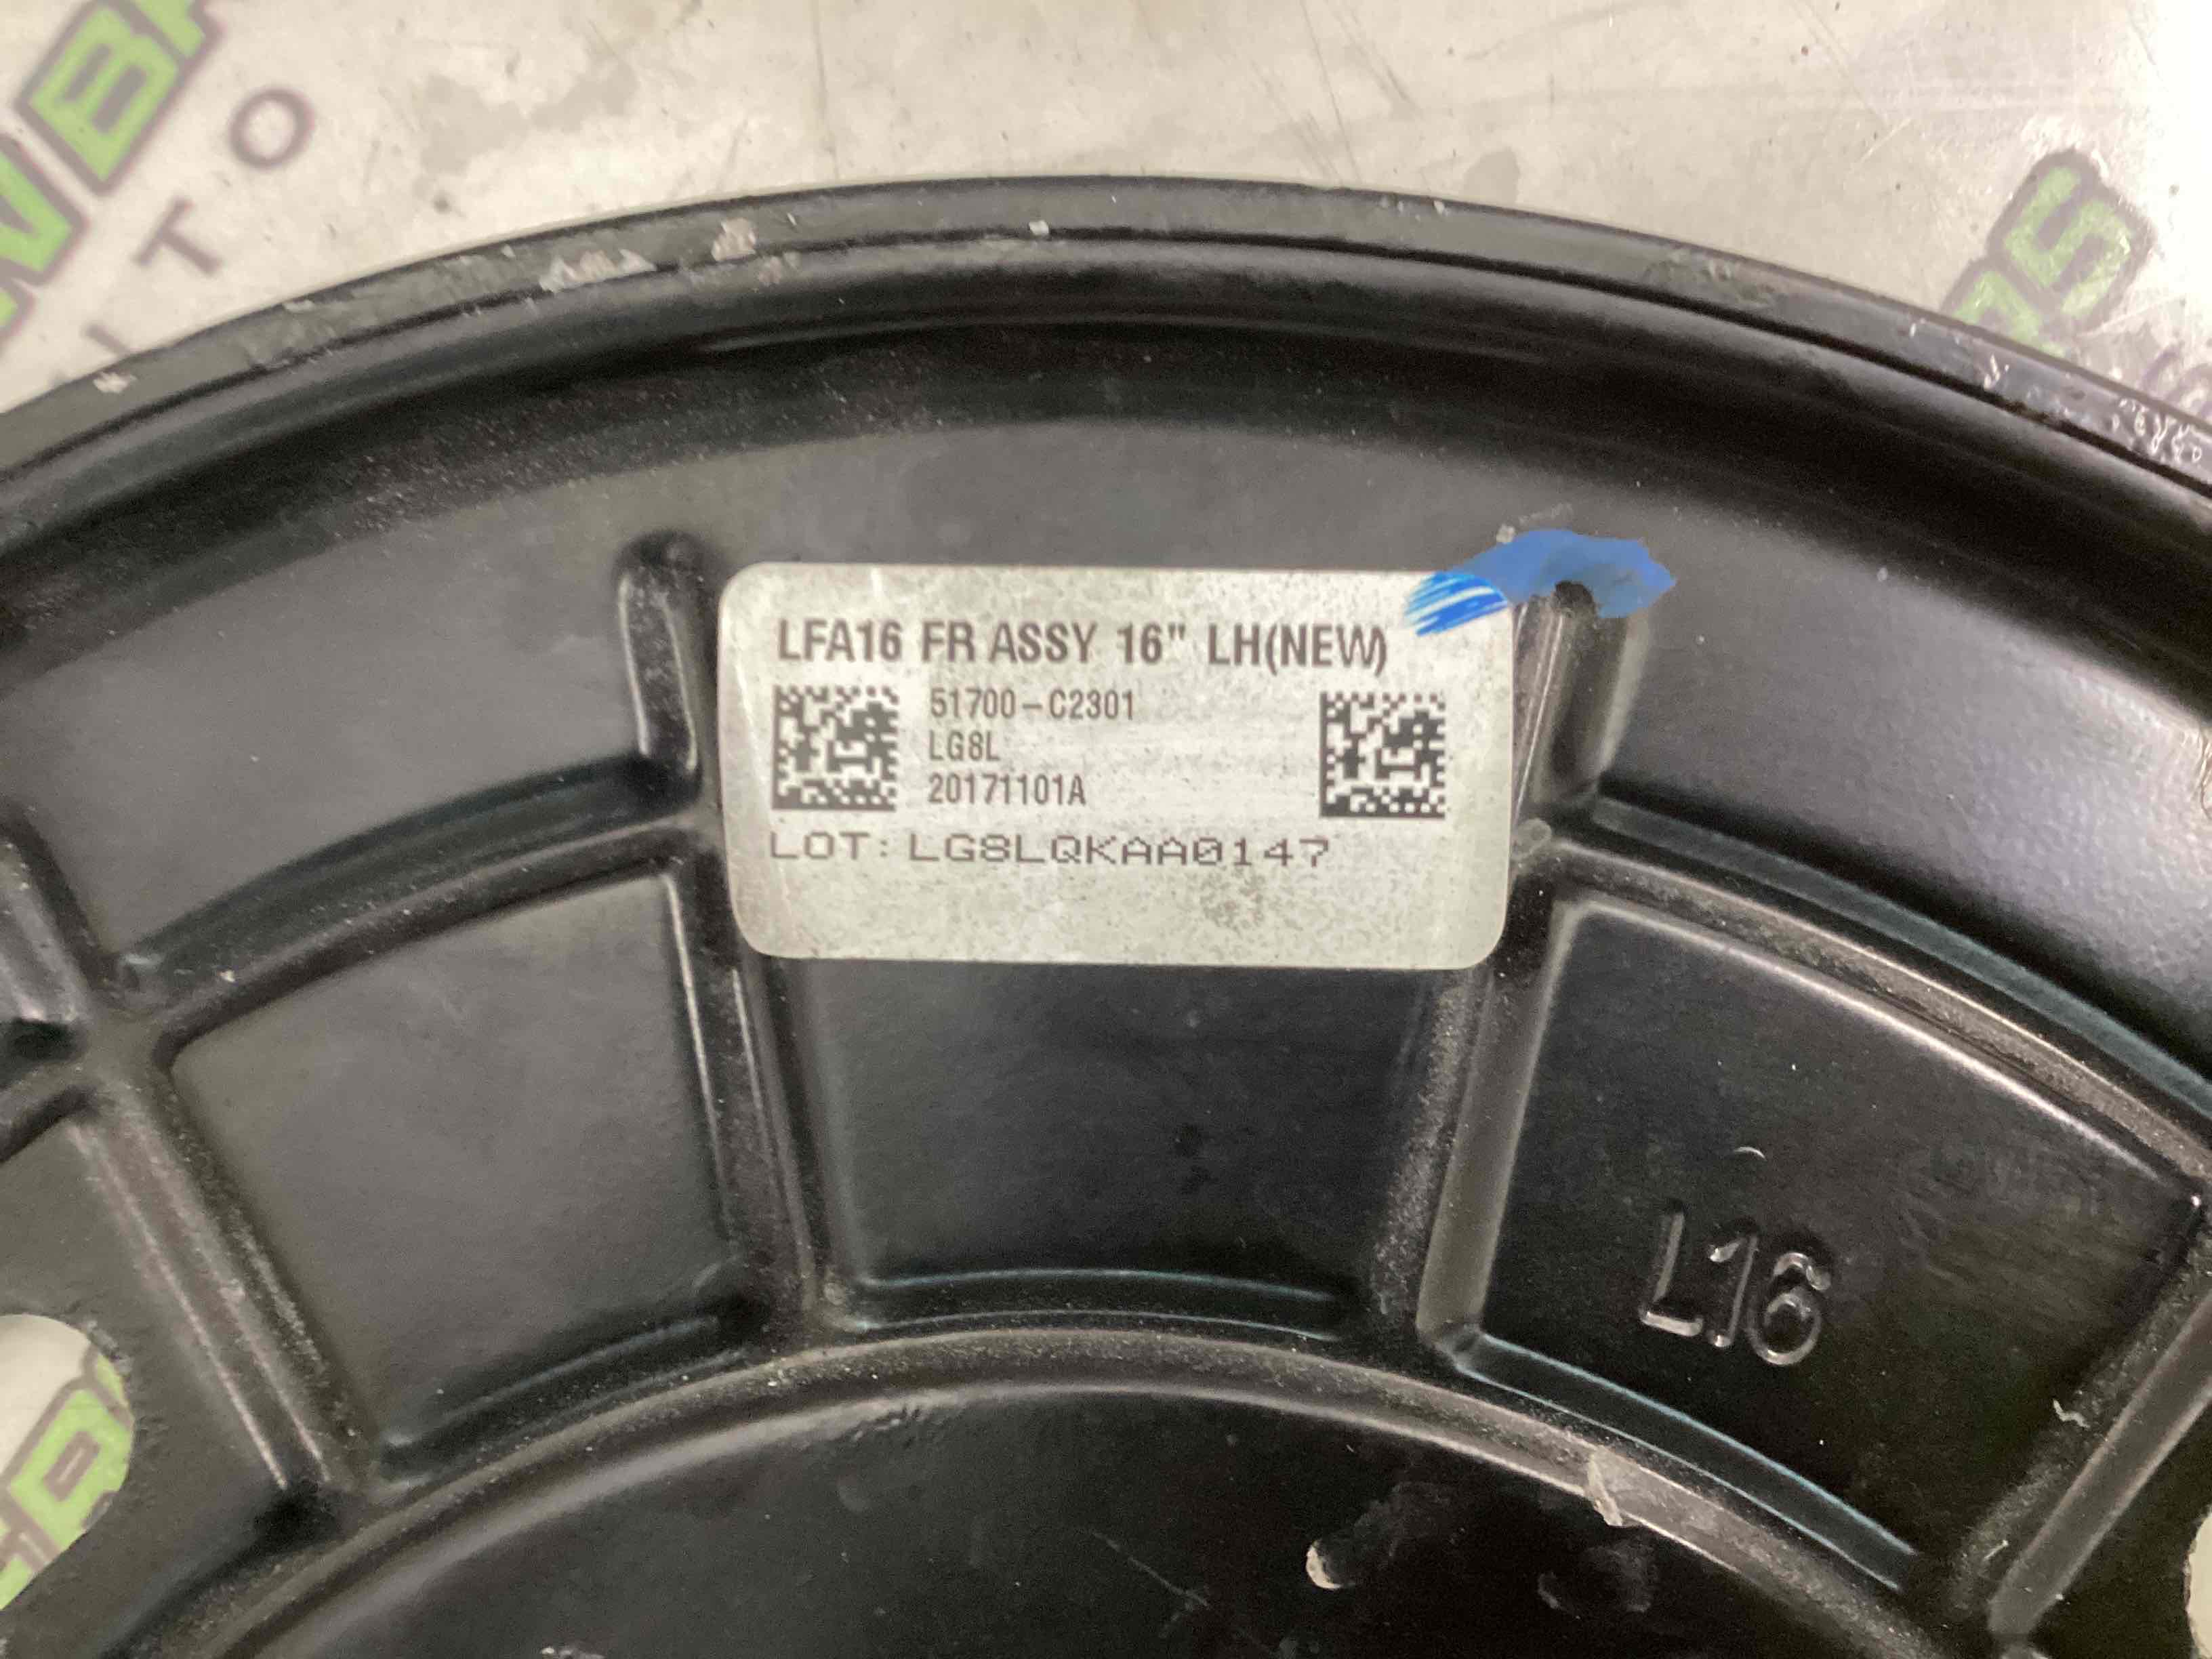 LFA16 FR ASSY 16" LH(NEW)
51700-C2301
LG8L
20171101A
LOT: LG8LQKAA0147
L16